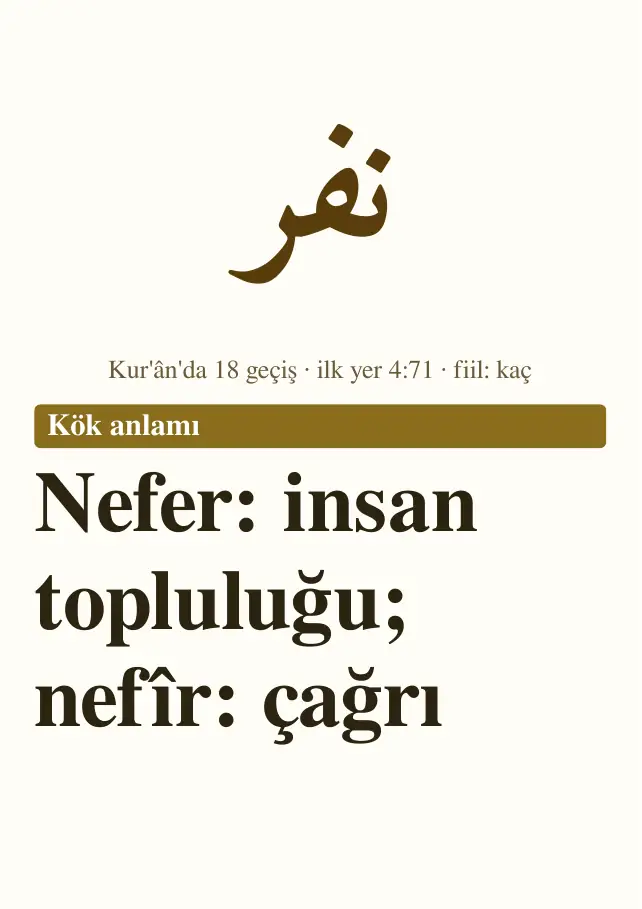 نفر
Kur'ân'da 18 geçiş · ilk yer 4:71 · fiil: kaç
Kök anlamı
Nefer: insan
topluluğu;
nefîr: çağrı